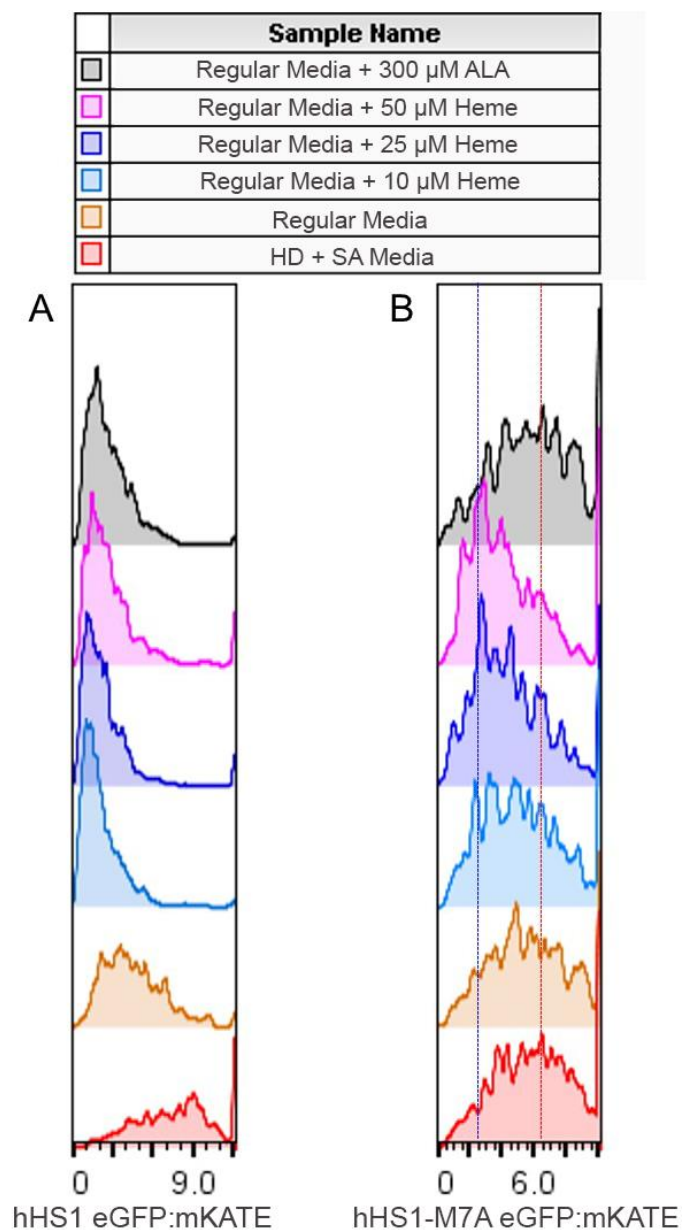 Sample Name
Regular Media + 300 µM ALA
Regular Media + 50 µM Heme
Regular Media + 25 µM Heme
Regular Media + 10 µM Heme
Regular Media
HD + SA Media
A
B
0 9.0
0 6.0
hHS1 eGFP:mKATE
hHS1-M7A eGFP:mKATE